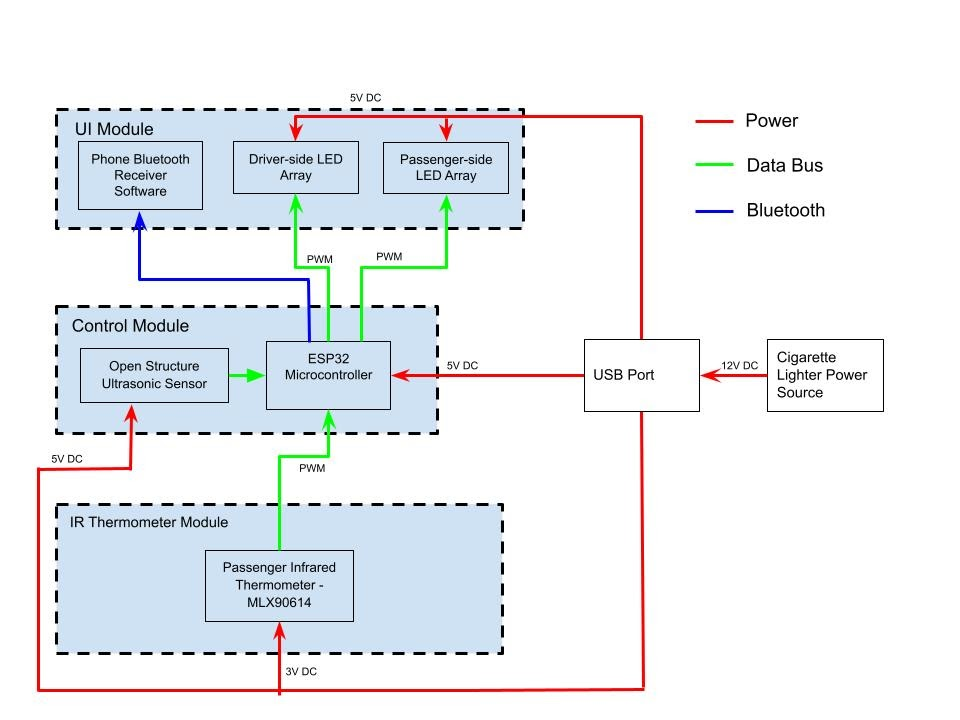 5V DC
UI Module
Phone Bluetooth
Receiver
Software
Driver-side LED
Array
Passenger-side
LED Array
Power
Data Bus
Bluetooth
PWM
PWM
Control Module
Open Structure
Ultrasonic Sensor
ESP32
Microcontroller
5V DC
USB Port
12V DC
Cigarette
Lighter Power
Source
5V DC
PWM
IR Thermometer Module
Passenger Infrared
Thermometer -
MLX90614
3V DC